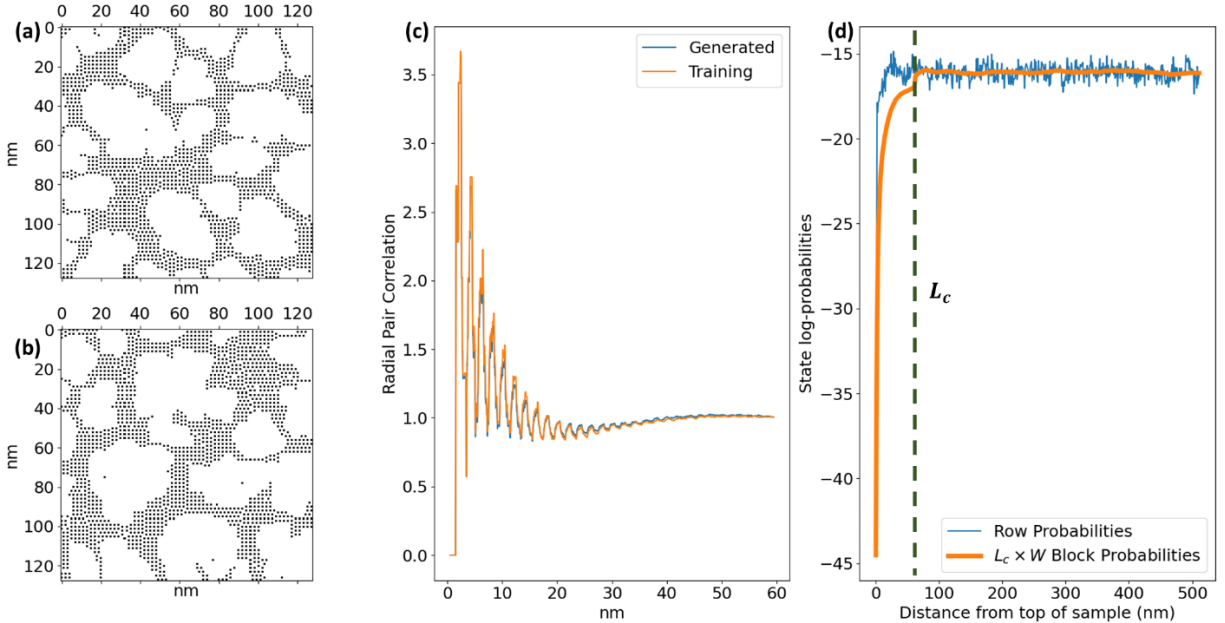 (a)
0 20 40 60 80 100 120
0
20
40
60
80
100
120
nm
nm
(b)
0 20 40 60 80 100 120
0
20
40
60
80
100
120
nm
nm
(c)
Generated
Training
3.5
3.0
2.5
2.0
1.5
1.0
0.5
0.0
Radial Pair Correlation
0 10 20 30 40 50 60
nm
(d)
−15
−20
−25
−30
−35
−40
−45
State log-probabilities
L_c
Row Probabilities
L_c × W Block Probabilities
0 100 200 300 400 500
Distance from top of sample (nm)